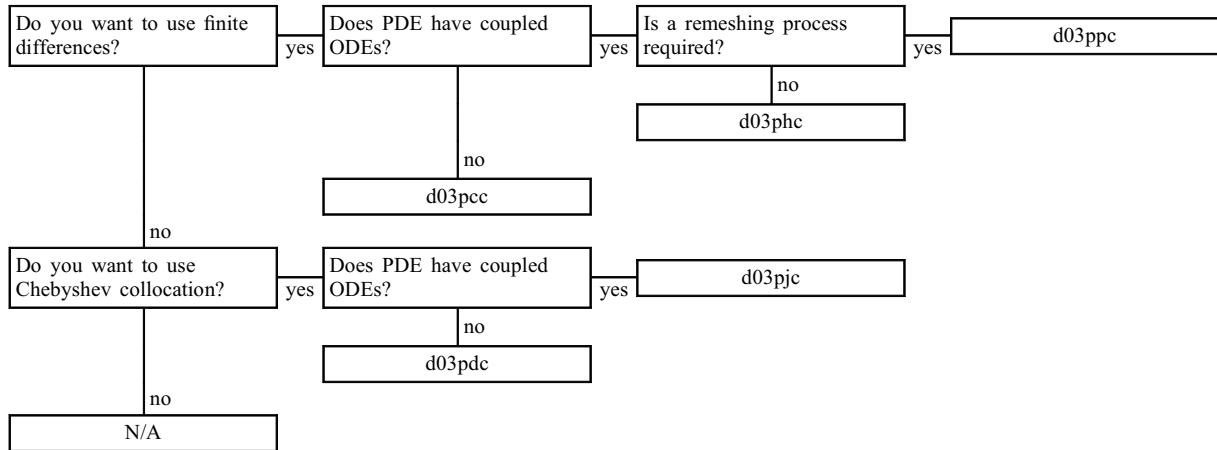 Do you want to use finite
differences?
yes
Does PDE have coupled
ODEs?
yes
Is a remeshing process
required?
yes
d03ppc
no
d03phc
no
d03pcc
no
Do you want to use
Chebyshev collocation?
yes
Does PDE have coupled
ODEs?
yes
d03pjc
no
d03pdc
no
N/A